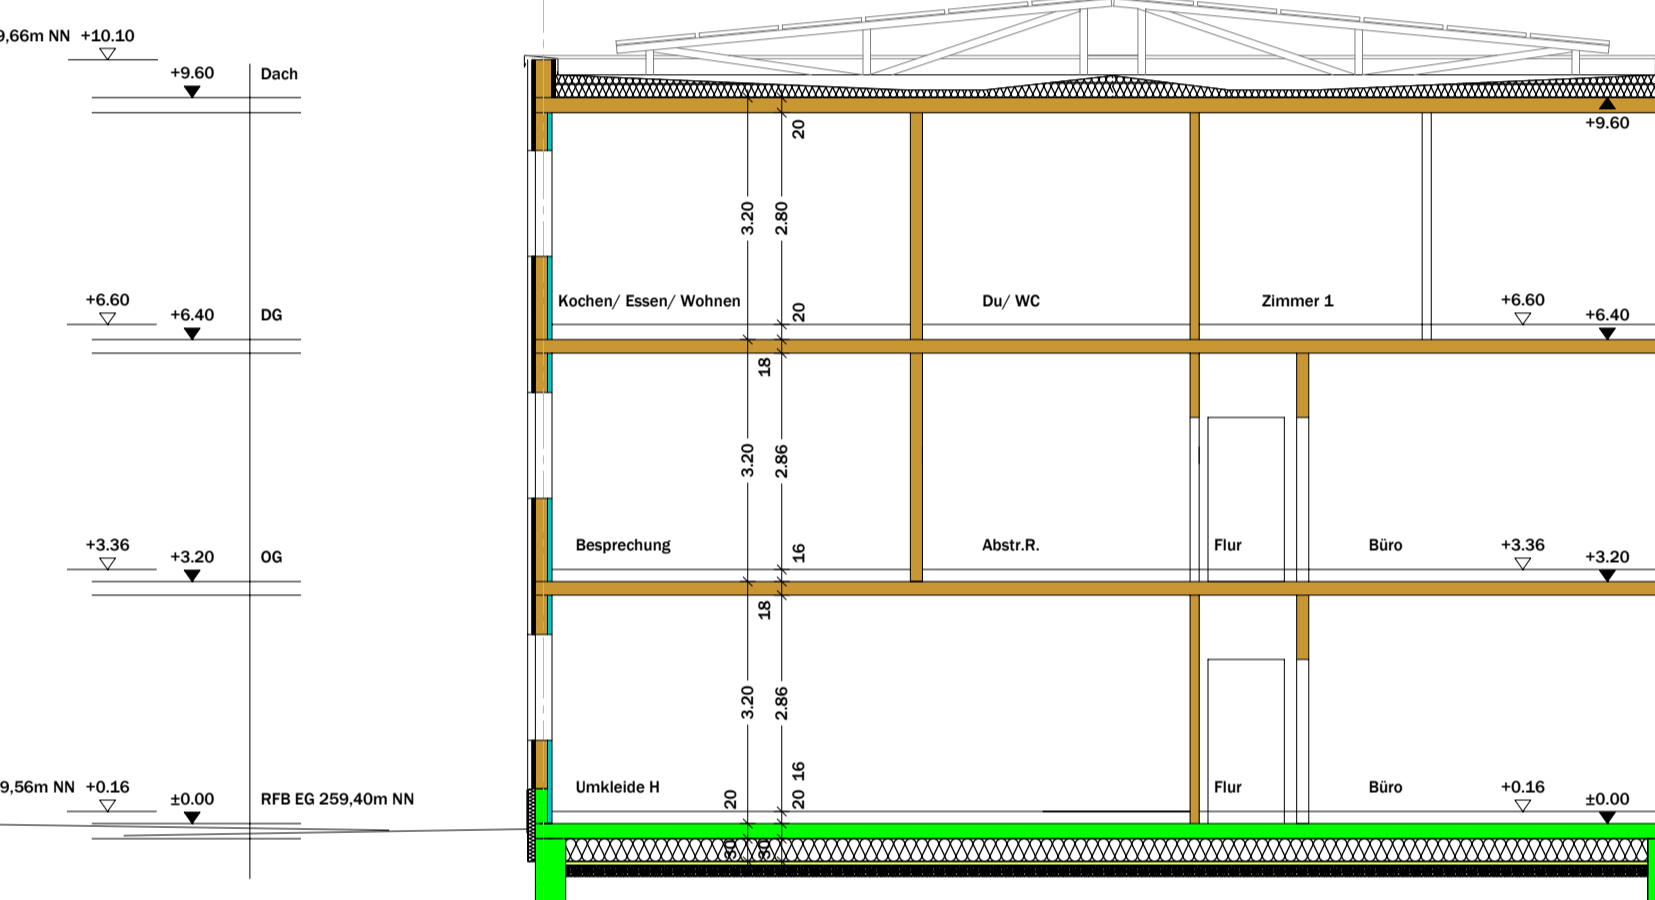 9,66m NN +10.10
+9.60 Dach
+9.60
20
3.20
2.80
Kochen/ Essen/ Wohnen
Du/ WC
Zimmer 1
20
+6.60
+6.40 DG
+6.60
+6.40
18
3.20
2.86
Besprechung
Abstr.R.
Flur
Büro
16
+3.36
+3.20 OG
+3.36
+3.20
18
3.20
2.86
Umkleide H
Flur
Büro
20
20 16
9,56m NN +0.16
±0.00 RFB EG 259,40m NN
+0.16
±0.00
30
30